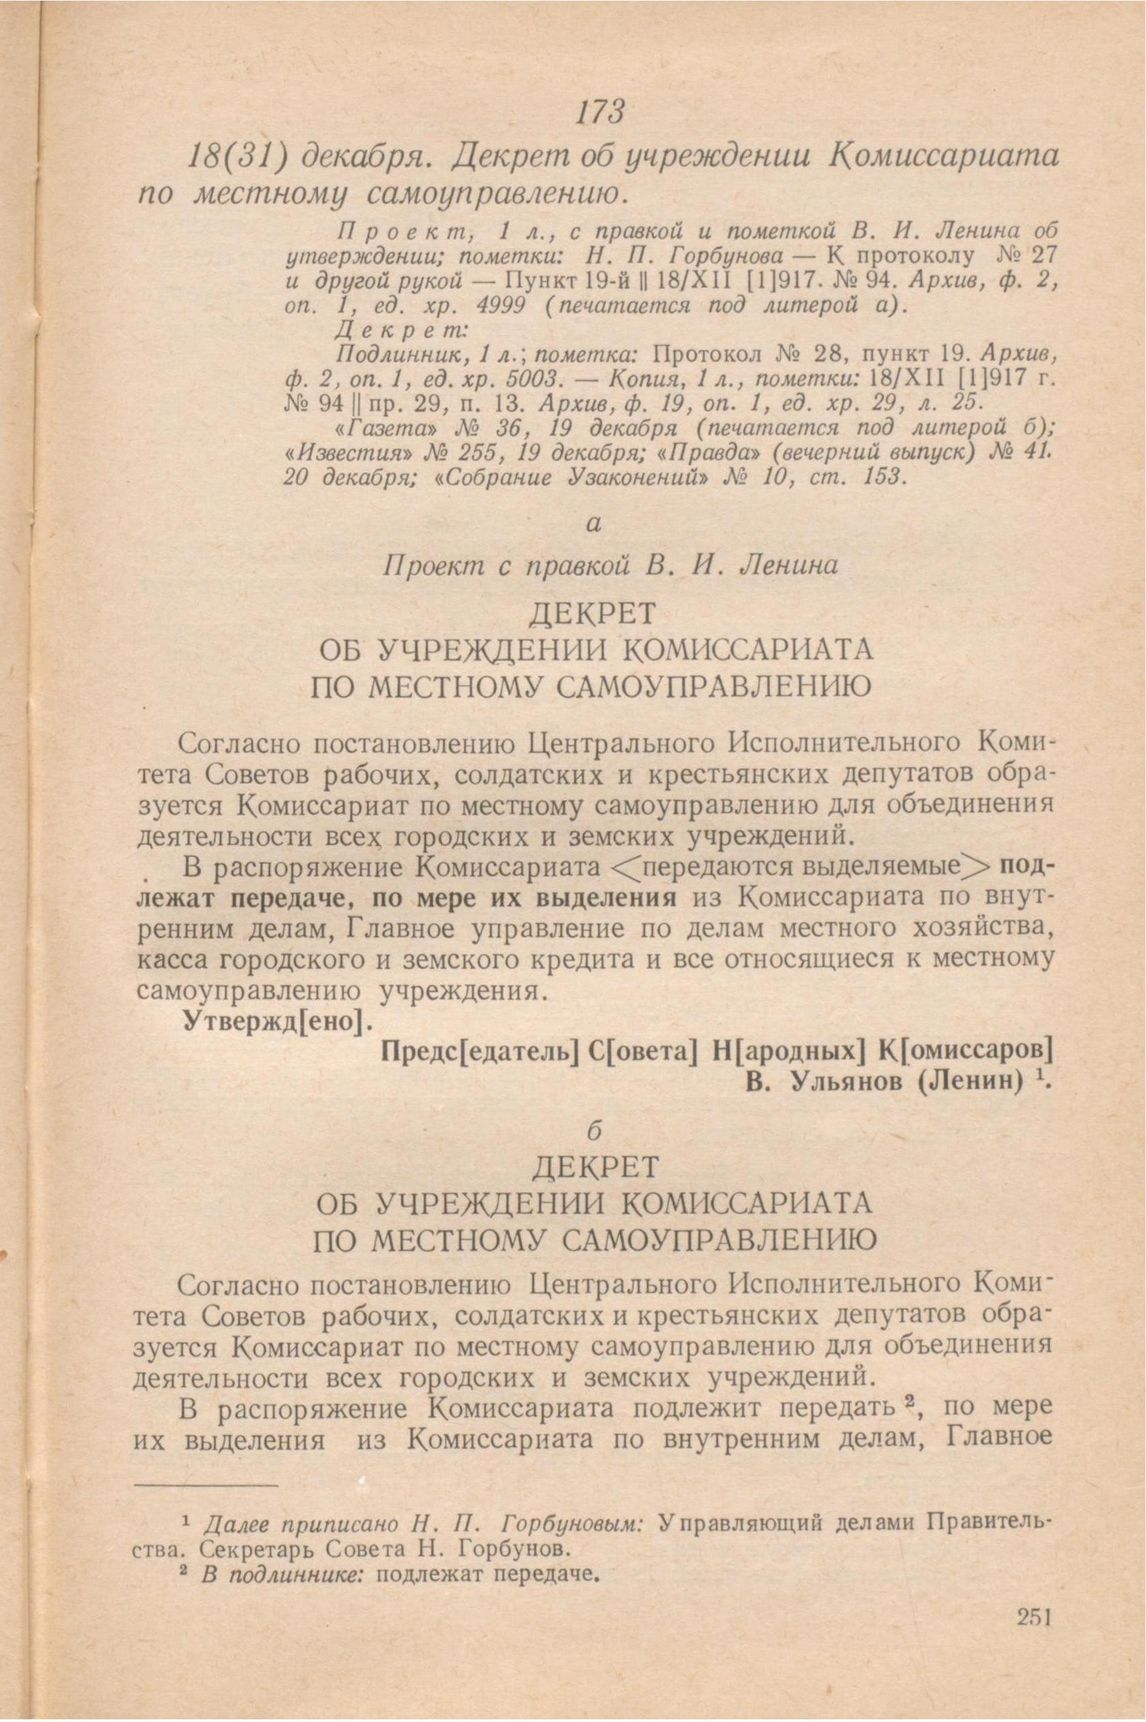 173
18(31) декабря. Декрет об учреждении Комиссариата
по местному самоуправлению.
Проект, 1 л., с правкой и пометкой В. И. Ленина об
утверждении; пометки: Н. П. Горбунова — К протоколу № 27
и другой рукой — Пункт 19-й || 18/XII [1]917. № 94. Архив, ф. 2,
оп. 1, ед. хр. 4999 (печатается под литерой а).
Декрет:
Подлинник, 1 л.; пометка: Протокол № 28, пункт 19. Архив,
ф. 2, оп. 1, ед. хр. 5003. — Копия, 1 л., пометки: 18/XII [1]917 г.
№ 94 || пр. 29, п. 13. Архив, ф. 19, оп. 1, ед. хр. 29, л. 25.
«Газета» № 36, 19 декабря (печатается под литерой б);
«Известия» № 255, 19 декабря; «Правда» (вечерний выпуск) № 41.
20 декабря; «Собрание Узаконений» № 10, ст. 153.
а
Проект с правкой В. И. Ленина
ДЕКРЕТ
ОБ УЧРЕЖДЕНИИ КОМИССАРИАТА
ПО МЕСТНОМУ САМОУПРАВЛЕНИЮ
Согласно постановлению Центрального Исполнительного Коми-
тета Советов рабочих, солдатских и крестьянских депутатов обра-
зуется Комиссариат по местному самоуправлению для объединения
деятельности всех городских и земских учреждений.
В распоряжение Комиссариата <передаются выделяемые> под-
лежат передаче, по мере их выделения из Комиссариата по внут-
ренним делам, Главное управление по делам местного хозяйства,
касса городского и земского кредита и все относящиеся к местному
самоуправлению учреждения.
Утвержд[ено].
Предс[едатель] С[овета] Н[ародных] К[омиссаров]
В. Ульянов (Ленин) ¹.
б
ДЕКРЕТ
ОБ УЧРЕЖДЕНИИ КОМИССАРИАТА
ПО МЕСТНОМУ САМОУПРАВЛЕНИЮ
Согласно постановлению Центрального Исполнительного Коми-
тета Советов рабочих, солдатских и крестьянских депутатов обра-
зуется Комиссариат по местному самоуправлению для объединения
деятельности всех городских и земских учреждений.
В распоряжение Комиссариата подлежит передать ², по мере
их выделения из Комиссариата по внутренним делам, Главное
¹ Далее приписано Н. П. Горбуновым: Управляющий делами Правитель-
ства. Секретарь Совета Н. Горбунов.
² В подлиннике: подлежат передаче.
251